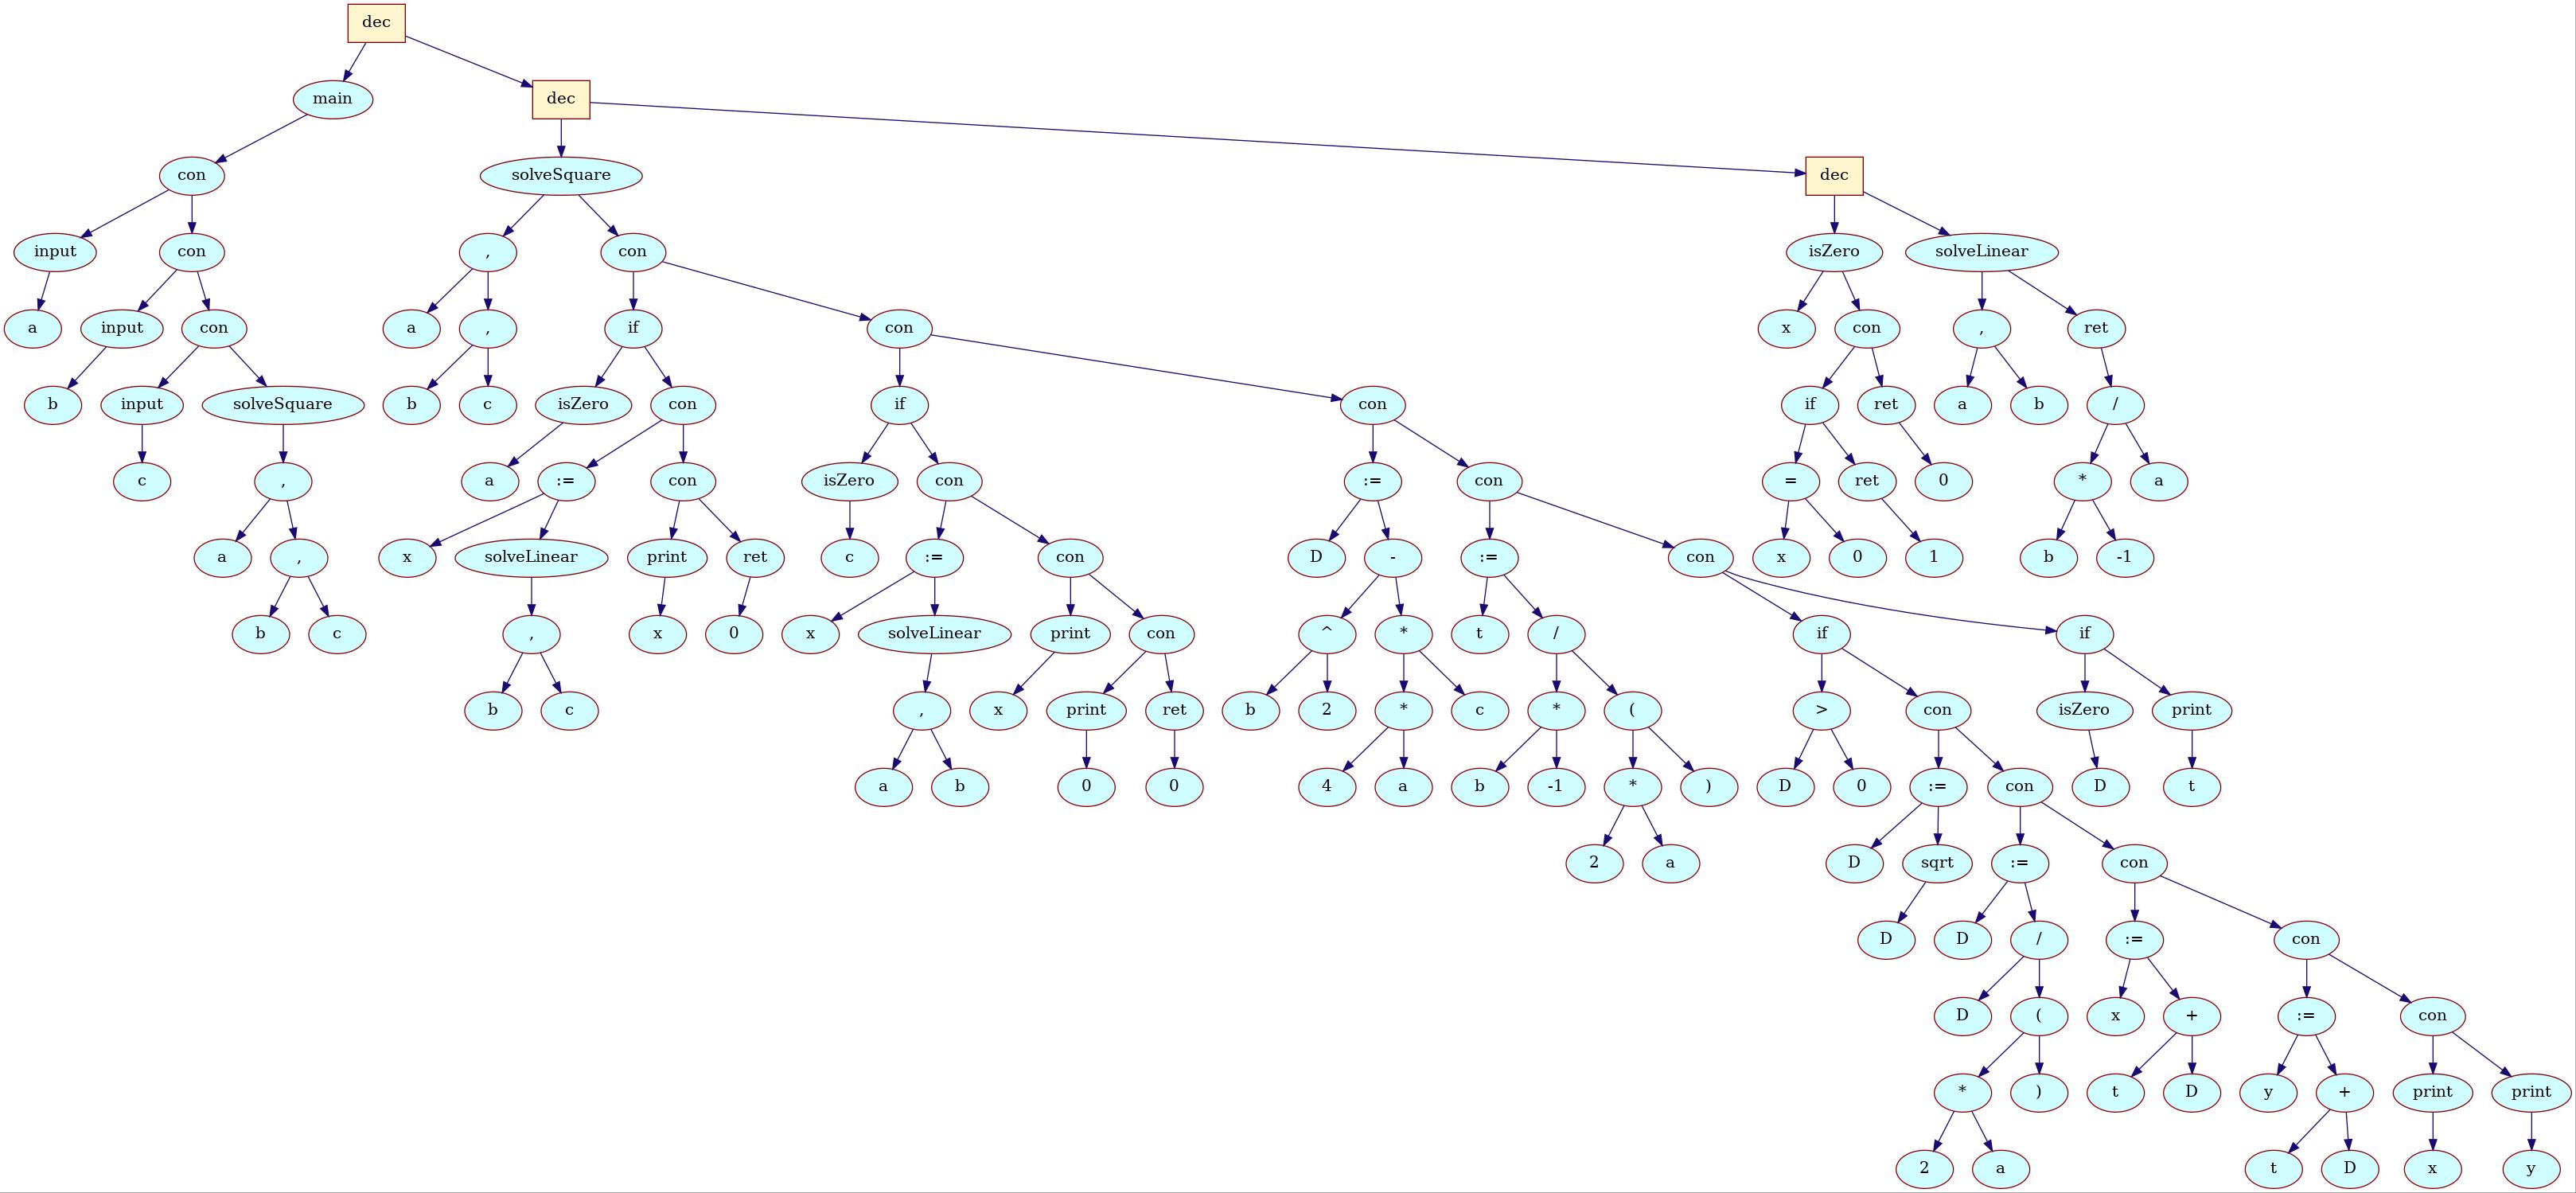 dec
main dec
con solveSquare dec
input con , con isZero solveLinear
a input con a , if con x con , ret
b input solveSquare b c isZero con if con if ret a b /
c , a := con isZero con := con = ret 0 * a
a , x solveLinear print ret c := con D - := con x 0 1 b -1
b c , x 0 x solveLinear print con ^ * t / if if
b c , x print ret b 2 * c * ( > con isZero print
a b 0 0 4 a b -1 * ) D 0 := con D t
2 a D sqrt := con
D D / := con
D ( x + := con
* ) t D y + print print
2 a t D x y